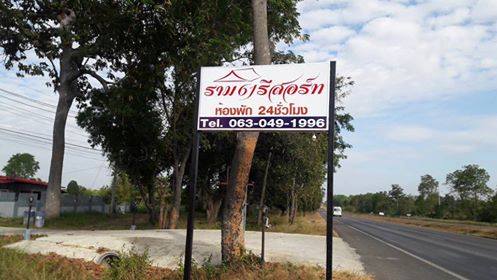 รามง์รีสอร์ท
ห้องพัก 24ชั่วโมง
Tel. 063-049-1996